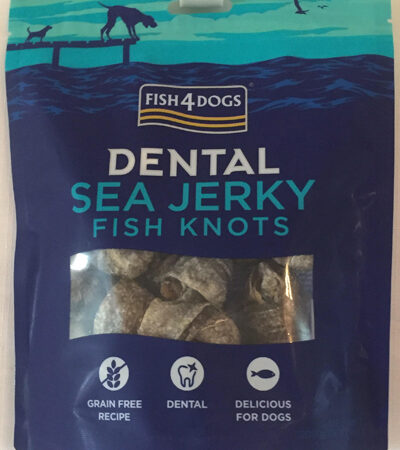 FISH4DOGS
DENTAL
SEA JERKY
FISH KNOTS
GRAIN FREE
RECIPE
DENTAL
DELICIOUS
FOR DOGS